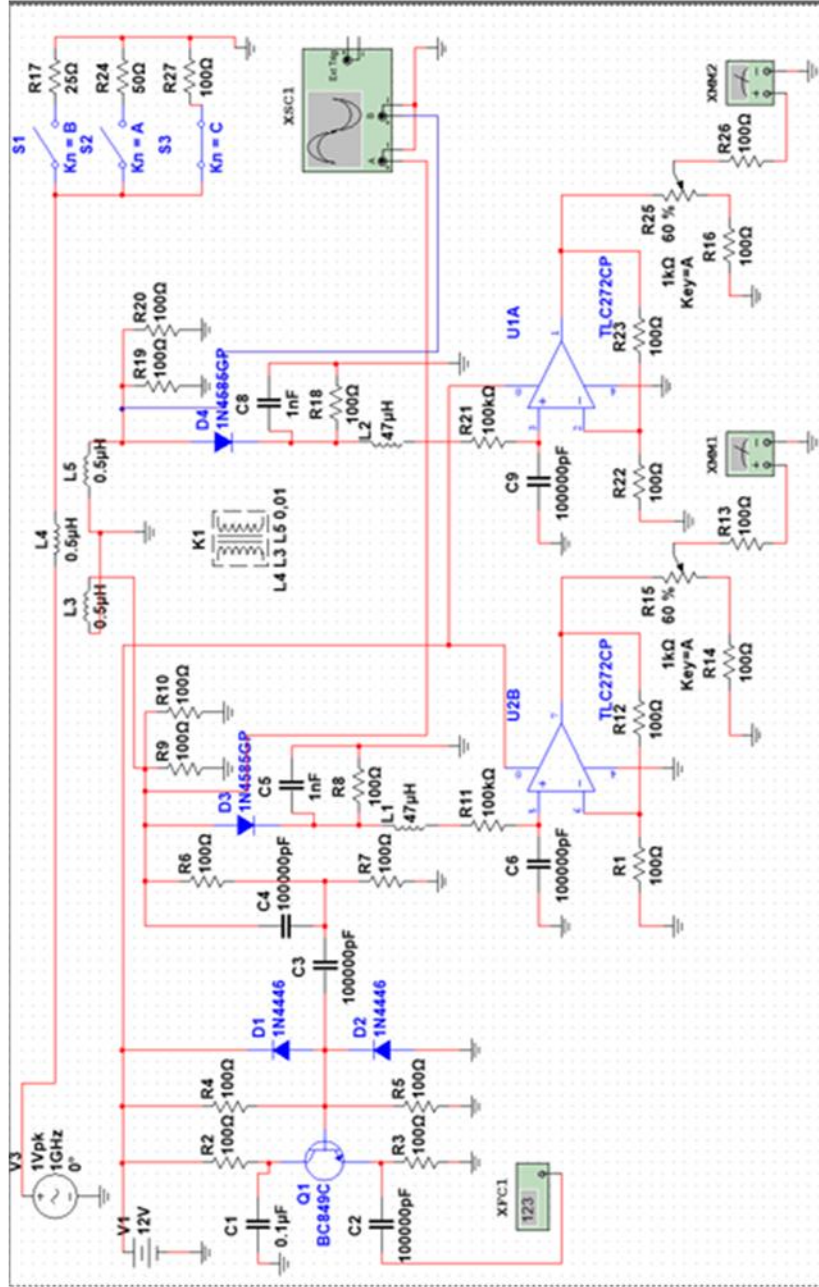 V3
1Vpk
1GHz
0°
V1
12V
C1
0.1µF
R2
100Ω
R4
100Ω
Q1
BC849C
C2
100000pF
R3
100Ω
R5
100Ω
XFC1
123
D1
1N4446
D2
1N4446
C3
100000pF
C4
100000pF
R6
100Ω
R7
100Ω
R9
100Ω
R10
100Ω
D3
1N4585GP
C5
1nF
R8
100Ω
L1
47µH
R11
100kΩ
C6
100000pF
U2B
TLC272CP
R1
100Ω
R12
100Ω
R15
60 %
1kΩ
Key=A
R14
100Ω
R13
100Ω
XMM1
L3
0.5µH
L4
0.5µH
L5
0.5µH
K1
L4 L3 L5 0,01
R19
100Ω
R20
100Ω
D4
1N4585GP
C8
1nF
R18
100Ω
L2
47µH
R21
100kΩ
C9
100000pF
U1A
TLC272CP
R22
100Ω
R23
100Ω
R25
60 %
1kΩ
Key=A
R16
100Ω
R26
100Ω
XMM2
XSC1
Ext Trig
A
B
S1
Кл = B
S2
Кл = A
S3
Кл = C
R17
25Ω
R24
50Ω
R27
100Ω